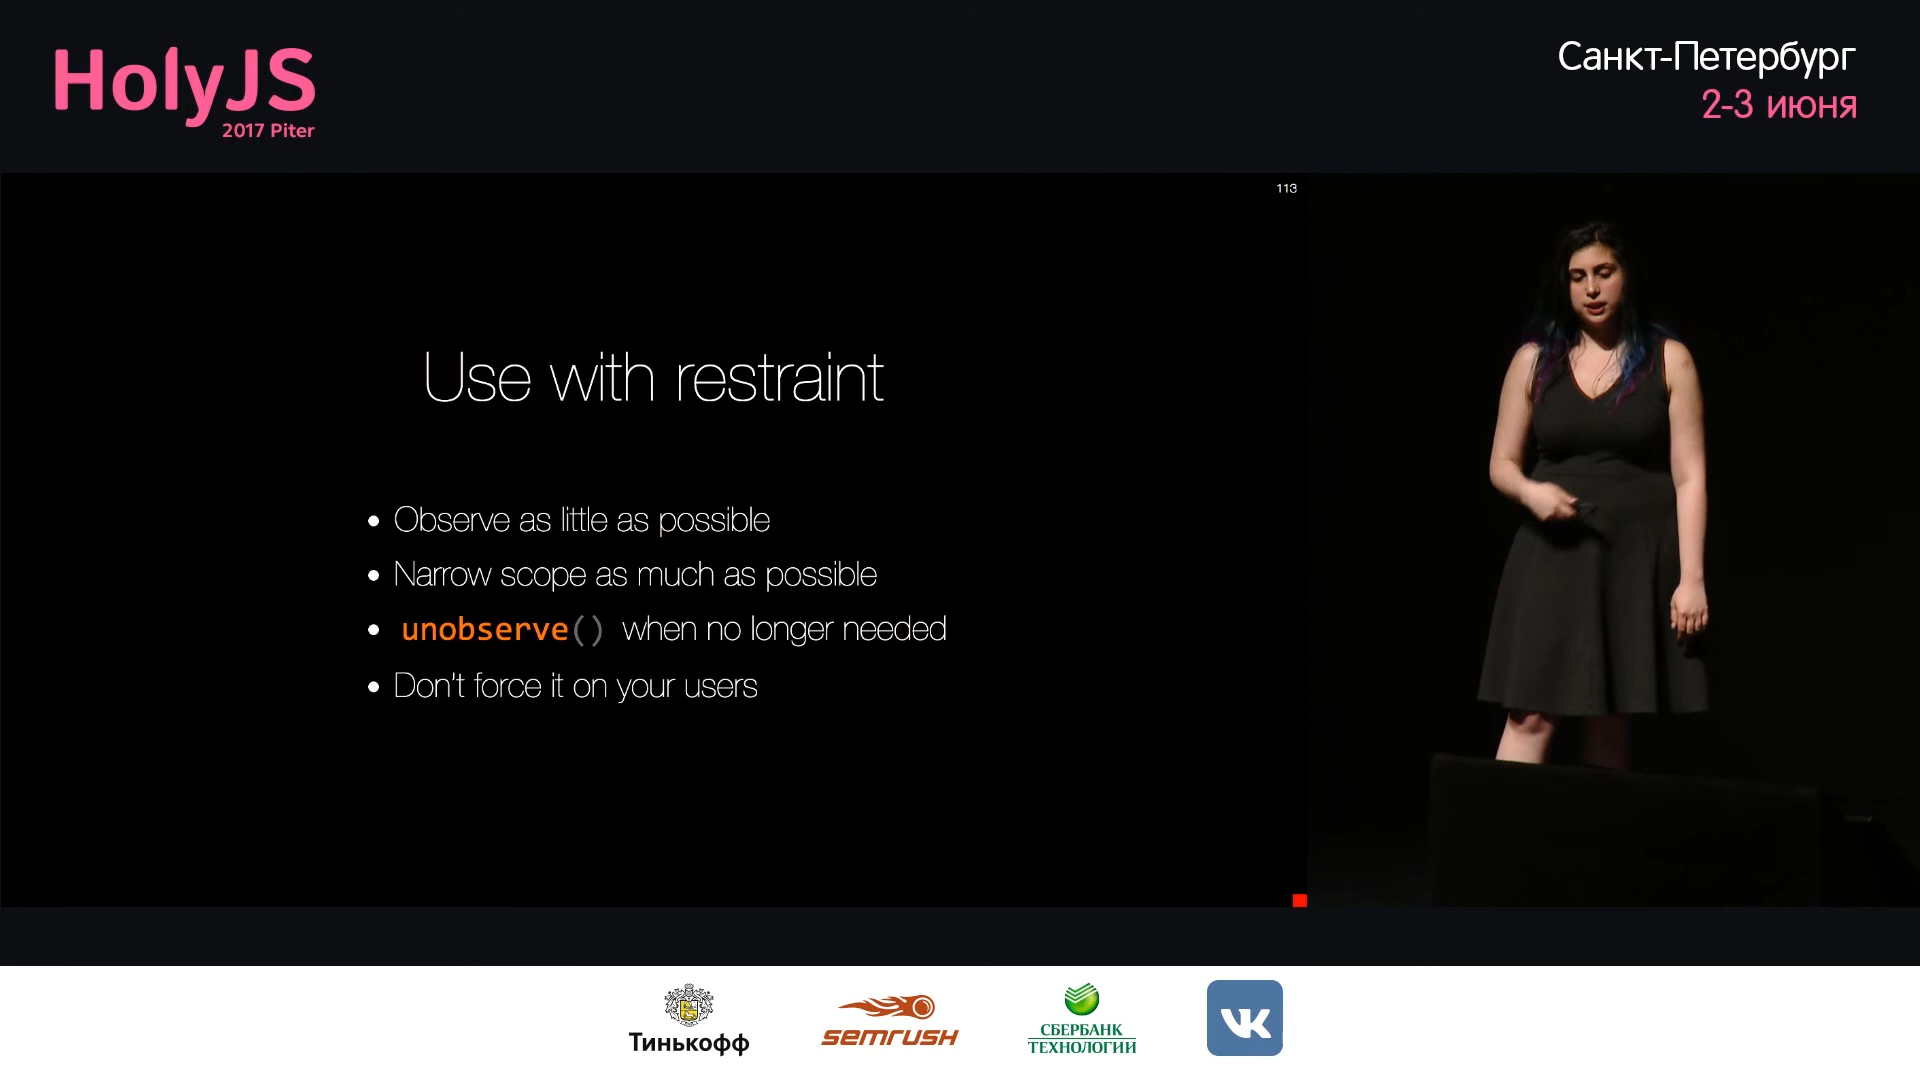 HolyJS
2017 Piter
Санкт-Петербург
2-3 июня
113
Use with restraint
• Observe as little as possible
• Narrow scope as much as possible
• unobserve() when no longer needed
• Don't force it on your users
Тинькофф
semrush
СБЕРБАНК
ТЕХНОЛОГИИ
VK